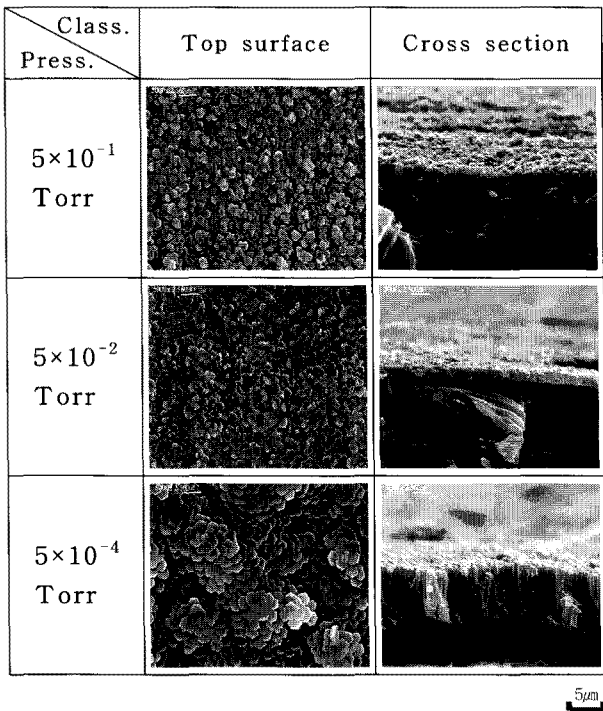 Class.
Press.
Top surface
Cross section
5×10⁻¹
Torr
5×10⁻²
Torr
5×10⁻⁴
Torr
5μm